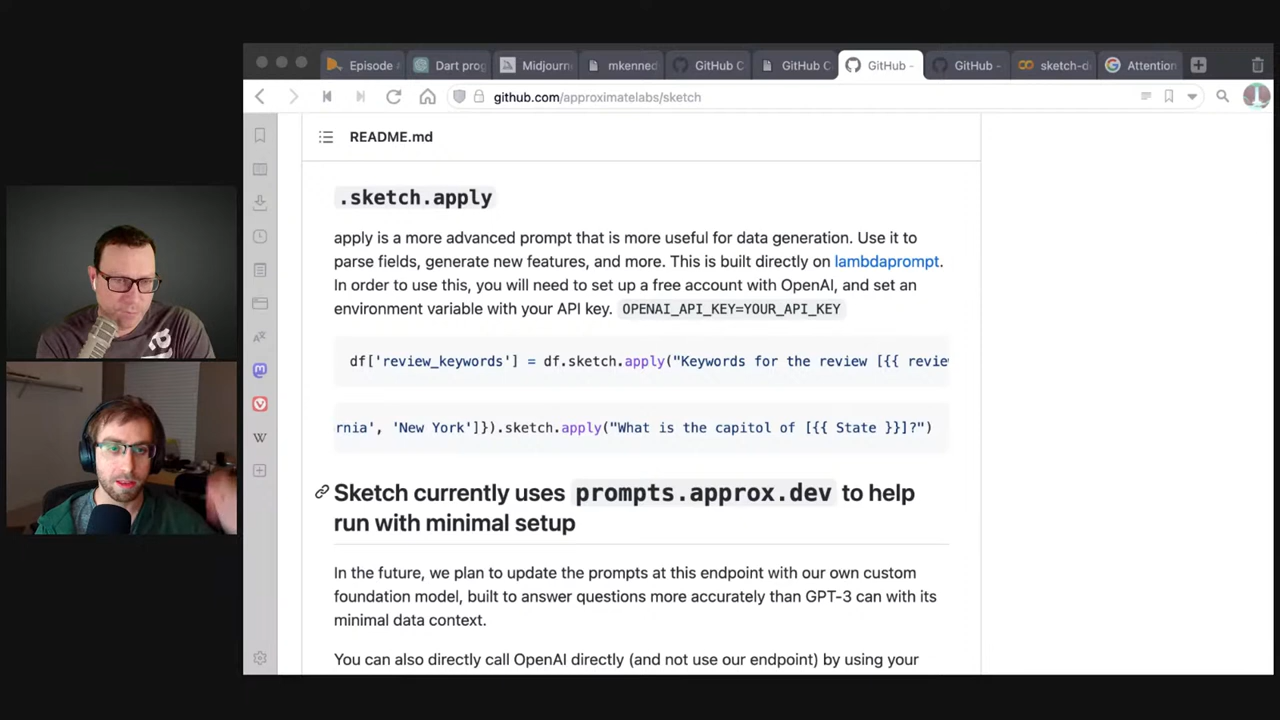 Episode
Dart prog
Midjourn
mkenned
GitHub C
GitHub C
GitHub -
GitHub -
sketch-d
Attention
github.com/approximatelabs/sketch
README.md
.sketch.apply
apply is a more advanced prompt that is more useful for data generation. Use it to
parse fields, generate new features, and more. This is built directly on lambdaprompt.
In order to use this, you will need to set up a free account with OpenAI, and set an
environment variable with your API key. OPENAI_API_KEY=YOUR_API_KEY
df['review_keywords'] = df.sketch.apply("Keywords for the review [{{ review
rnia', 'New York']}).sketch.apply("What is the capitol of [{{ State }}]?")
Sketch currently uses prompts.approx.dev to help
run with minimal setup
In the future, we plan to update the prompts at this endpoint with our own custom
foundation model, built to answer questions more accurately than GPT-3 can with its
minimal data context.
You can also directly call OpenAI directly (and not use our endpoint) by using your
W